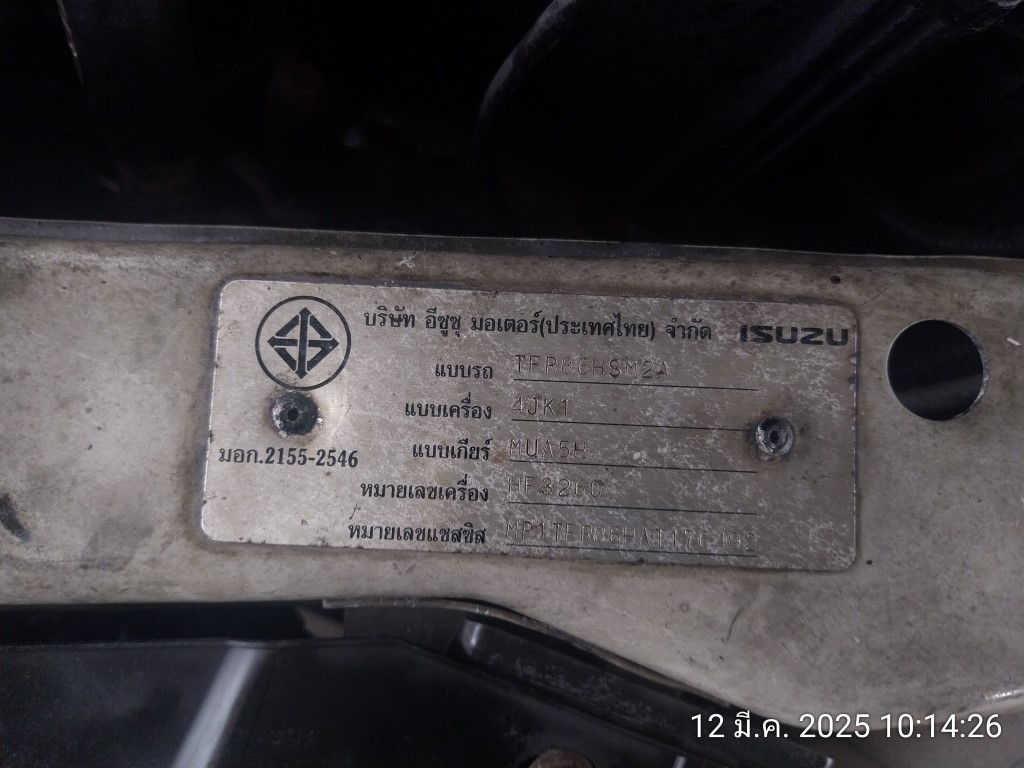 บริษัท อีซูซุ มอเตอร์(ประเทศไทย) จำกัด ISUZU
แบบรถ TFR86HSM2A
แบบเครื่อง 4JK1
แบบเกียร์ MUA5H
มอก.2155-2546
หมายเลขเครื่อง HF3260
หมายเลขแชสซิส
12 มี.ค. 2025 10:14:26